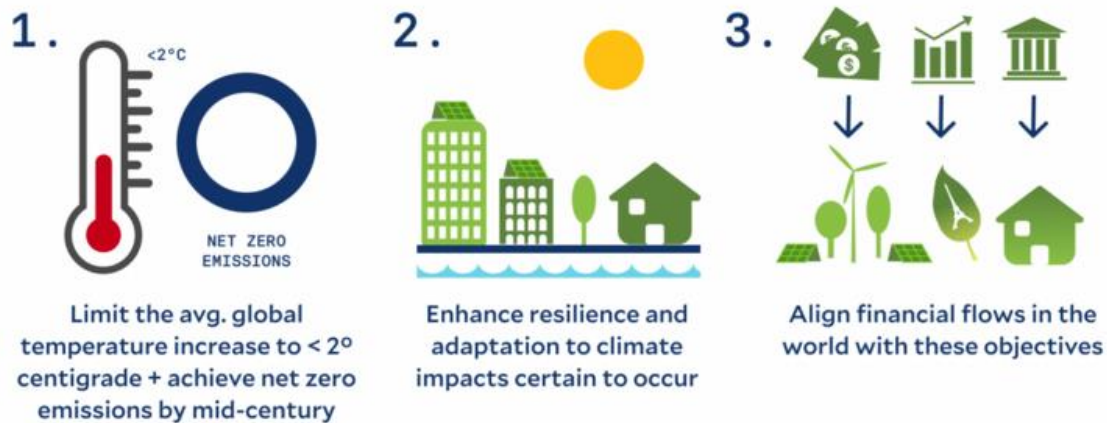 1.
<2°C
NET ZERO
EMISSIONS
Limit the avg. global
temperature increase to < 2º
centigrade + achieve net zero
emissions by mid-century
2.
Enhance resilience and
adaptation to climate
impacts certain to occur
3.
$
Align financial flows in the
world with these objectives